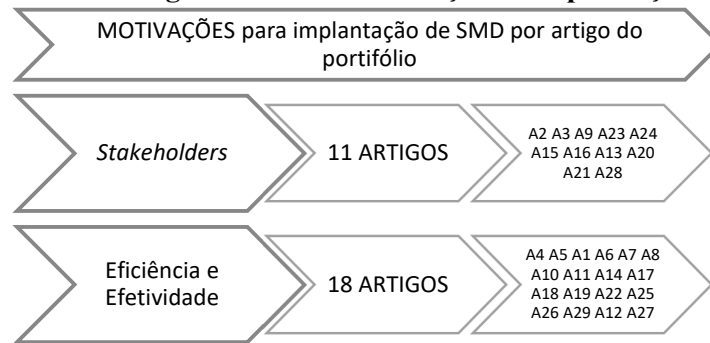 MOTIVAÇÕES para implantação de SMD por artigo do
portifólio
Stakeholders
11 ARTIGOS
A2 A3 A9 A23 A24
A15 A16 A13 A20
A21 A28
Eficiência e
Efetividade
18 ARTIGOS
A4 A5 A1 A6 A7 A8
A10 A11 A14 A17
A18 A19 A22 A25
A26 A29 A12 A27